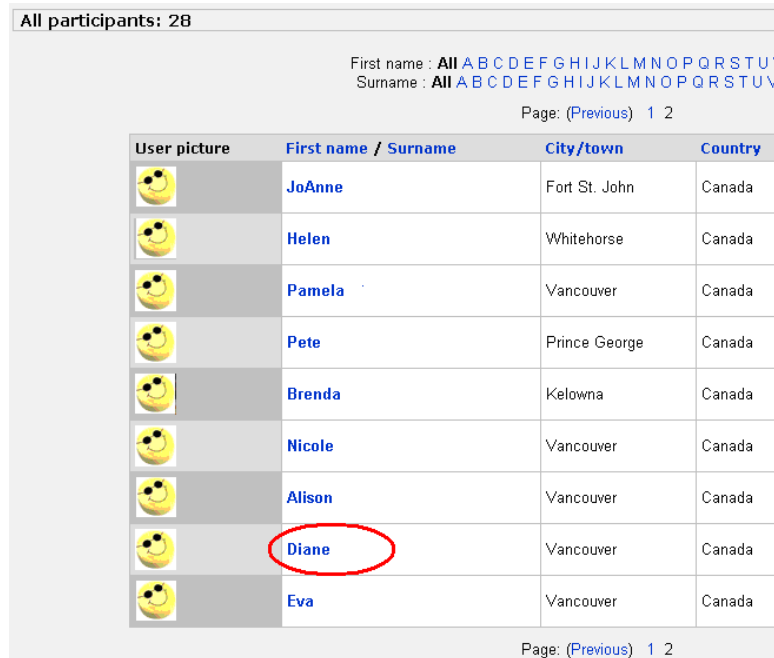 All participants: 28
First name : All A B C D E F G H I J K L M N O P Q R S T U
Surname : All A B C D E F G H I J K L M N O P Q R S T U V
Page: (Previous) 1 2
User picture First name / Surname City/town Country
JoAnne Fort St. John Canada
Helen Whitehorse Canada
Pamela Vancouver Canada
Pete Prince George Canada
Brenda Kelowna Canada
Nicole Vancouver Canada
Alison Vancouver Canada
Diane Vancouver Canada
Eva Vancouver Canada
Page: (Previous) 1 2